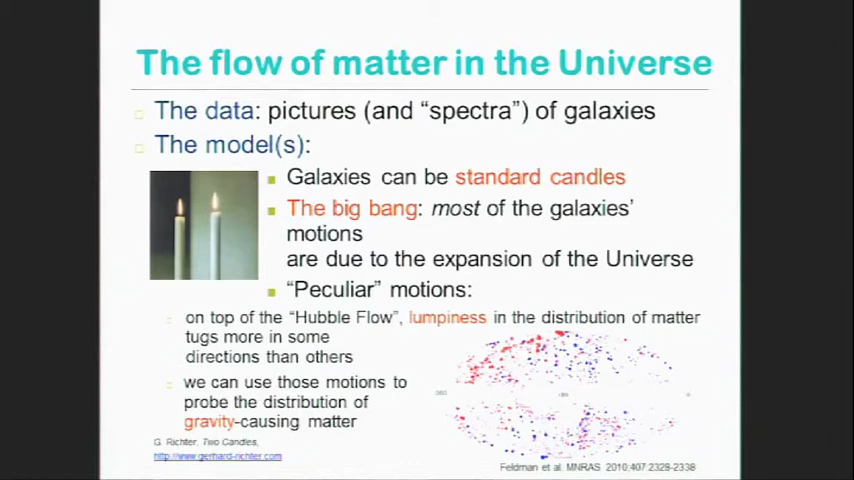 The flow of matter in the Universe
The data: pictures (and “spectra”) of galaxies
The model(s):
Galaxies can be standard candles
The big bang: most of the galaxies’
motions
are due to the expansion of the Universe
“Peculiar” motions:
on top of the “Hubble Flow”, lumpiness in the distribution of matter
tugs more in some
directions than others
we can use those motions to
probe the distribution of
gravity-causing matter
G. Richter, Two Candles,
http://www.gerhard-richter.com
360
180
0
Feldman et al. MNRAS 2010;407:2328-2338